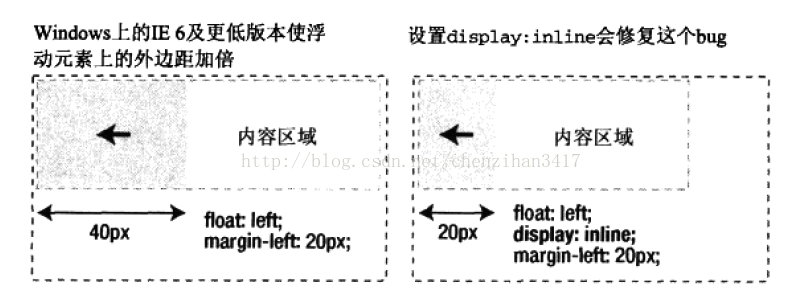 Windows上的IE 6及更低版本使浮
动元素上的外边距加倍
内容区域
40px
float: left;
margin-left: 20px;
设置display:inline会修复这个bug
内容区域
20px
float: left;
display: inline;
margin-left: 20px;
http://blog.csdn.net/chenzihan3417